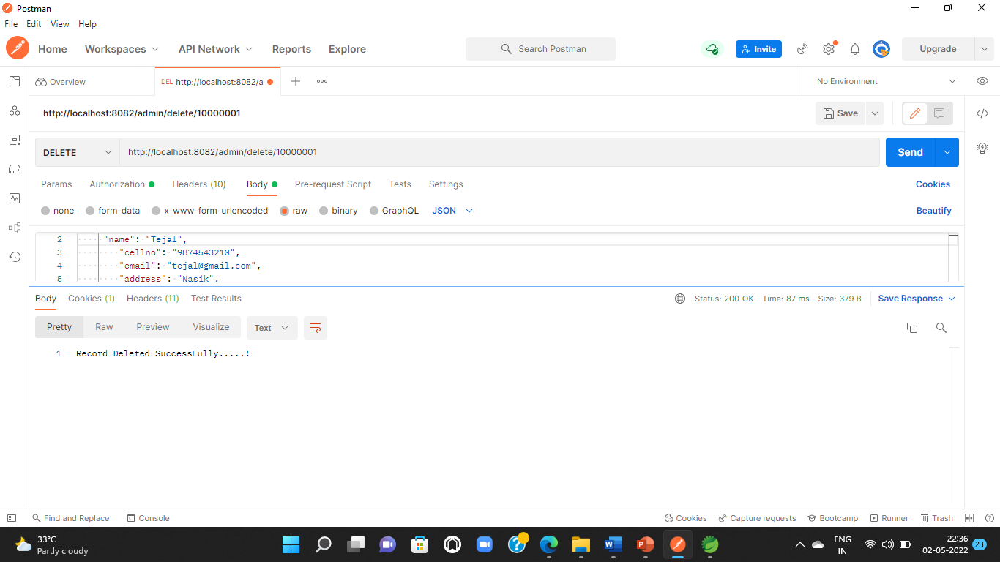 Postman
File Edit View Help
Home Workspaces API Network Reports Explore Search Postman Invite Upgrade
Overview DEL http://localhost:8082/a No Environment
http://localhost:8082/admin/delete/10000001 Save
DELETE http://localhost:8082/admin/delete/10000001 Send
Params Authorization Headers (10) Body Pre-request Script Tests Settings Cookies
none form-data x-www-form-urlencoded raw binary GraphQL JSON Beautify
2 "name": "Tejal",
3 "cellno": "9874543210",
4 "email": "tejal@gmail.com",
5 "address": "Nasik",
Body Cookies (1) Headers (11) Test Results Status: 200 OK Time: 87 ms Size: 379 B Save Response
Pretty Raw Preview Visualize Text
1 Record Deleted SuccessFully.....!
Find and Replace Console Cookies Capture requests Bootcamp Runner Trash
33°C ENG 22:36
Partly cloudy IN 02-05-2022 23